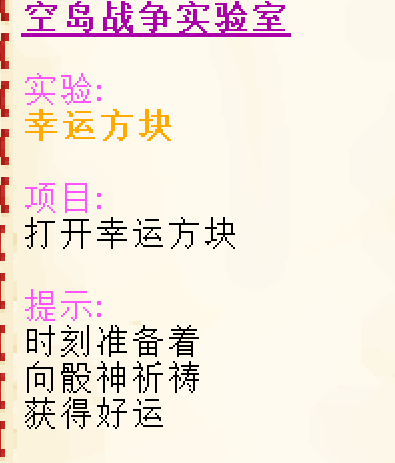 空岛战争实验室
实验:
幸运方块
项目:
打开幸运方块
提示:
时刻准备着
向骰神祈祷
获得好运